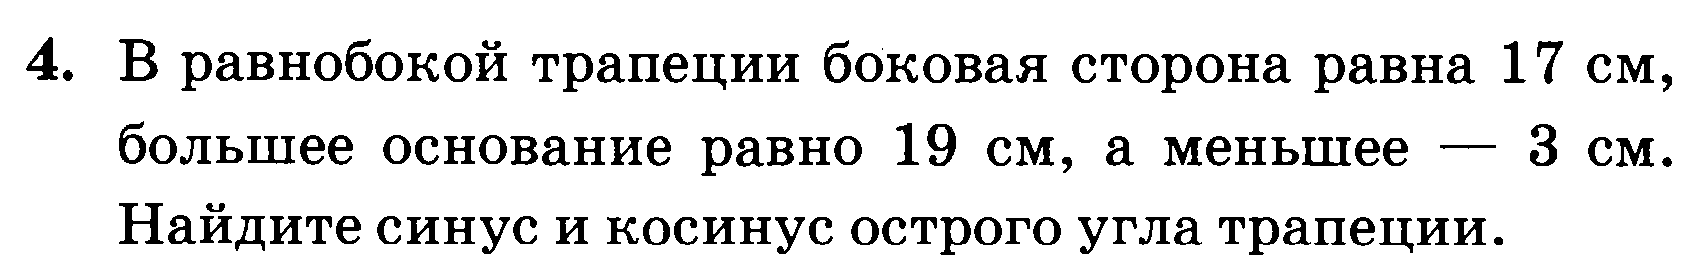 4. В равнобокой трапеции боковая сторона равна 17 см,
большее основание равно 19 см, а меньшее — 3 см.
Найдите синус и косинус острого угла трапеции.